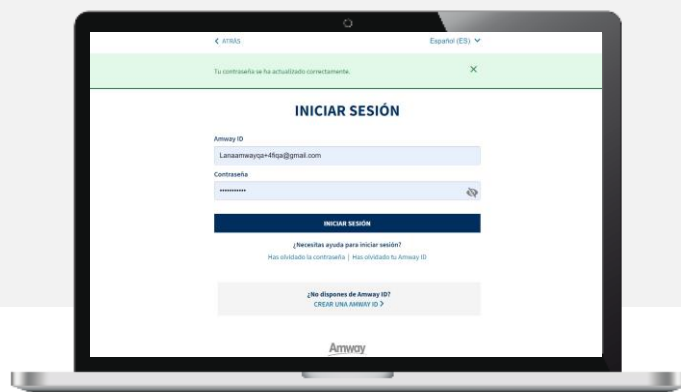 ATRÁS
Español (ES)
Tu contraseña se ha actualizado correctamente.
INICIAR SESIÓN
Amway ID
Lanaamwayqa+4fiqa@gmail.com
Contraseña
INICIAR SESIÓN
¿Necesitas ayuda para iniciar sesión?
Has olvidado la contraseña | Has olvidado tu Amway ID
¿No dispones de Amway ID?
CREAR UNA AMWAY ID
Amway